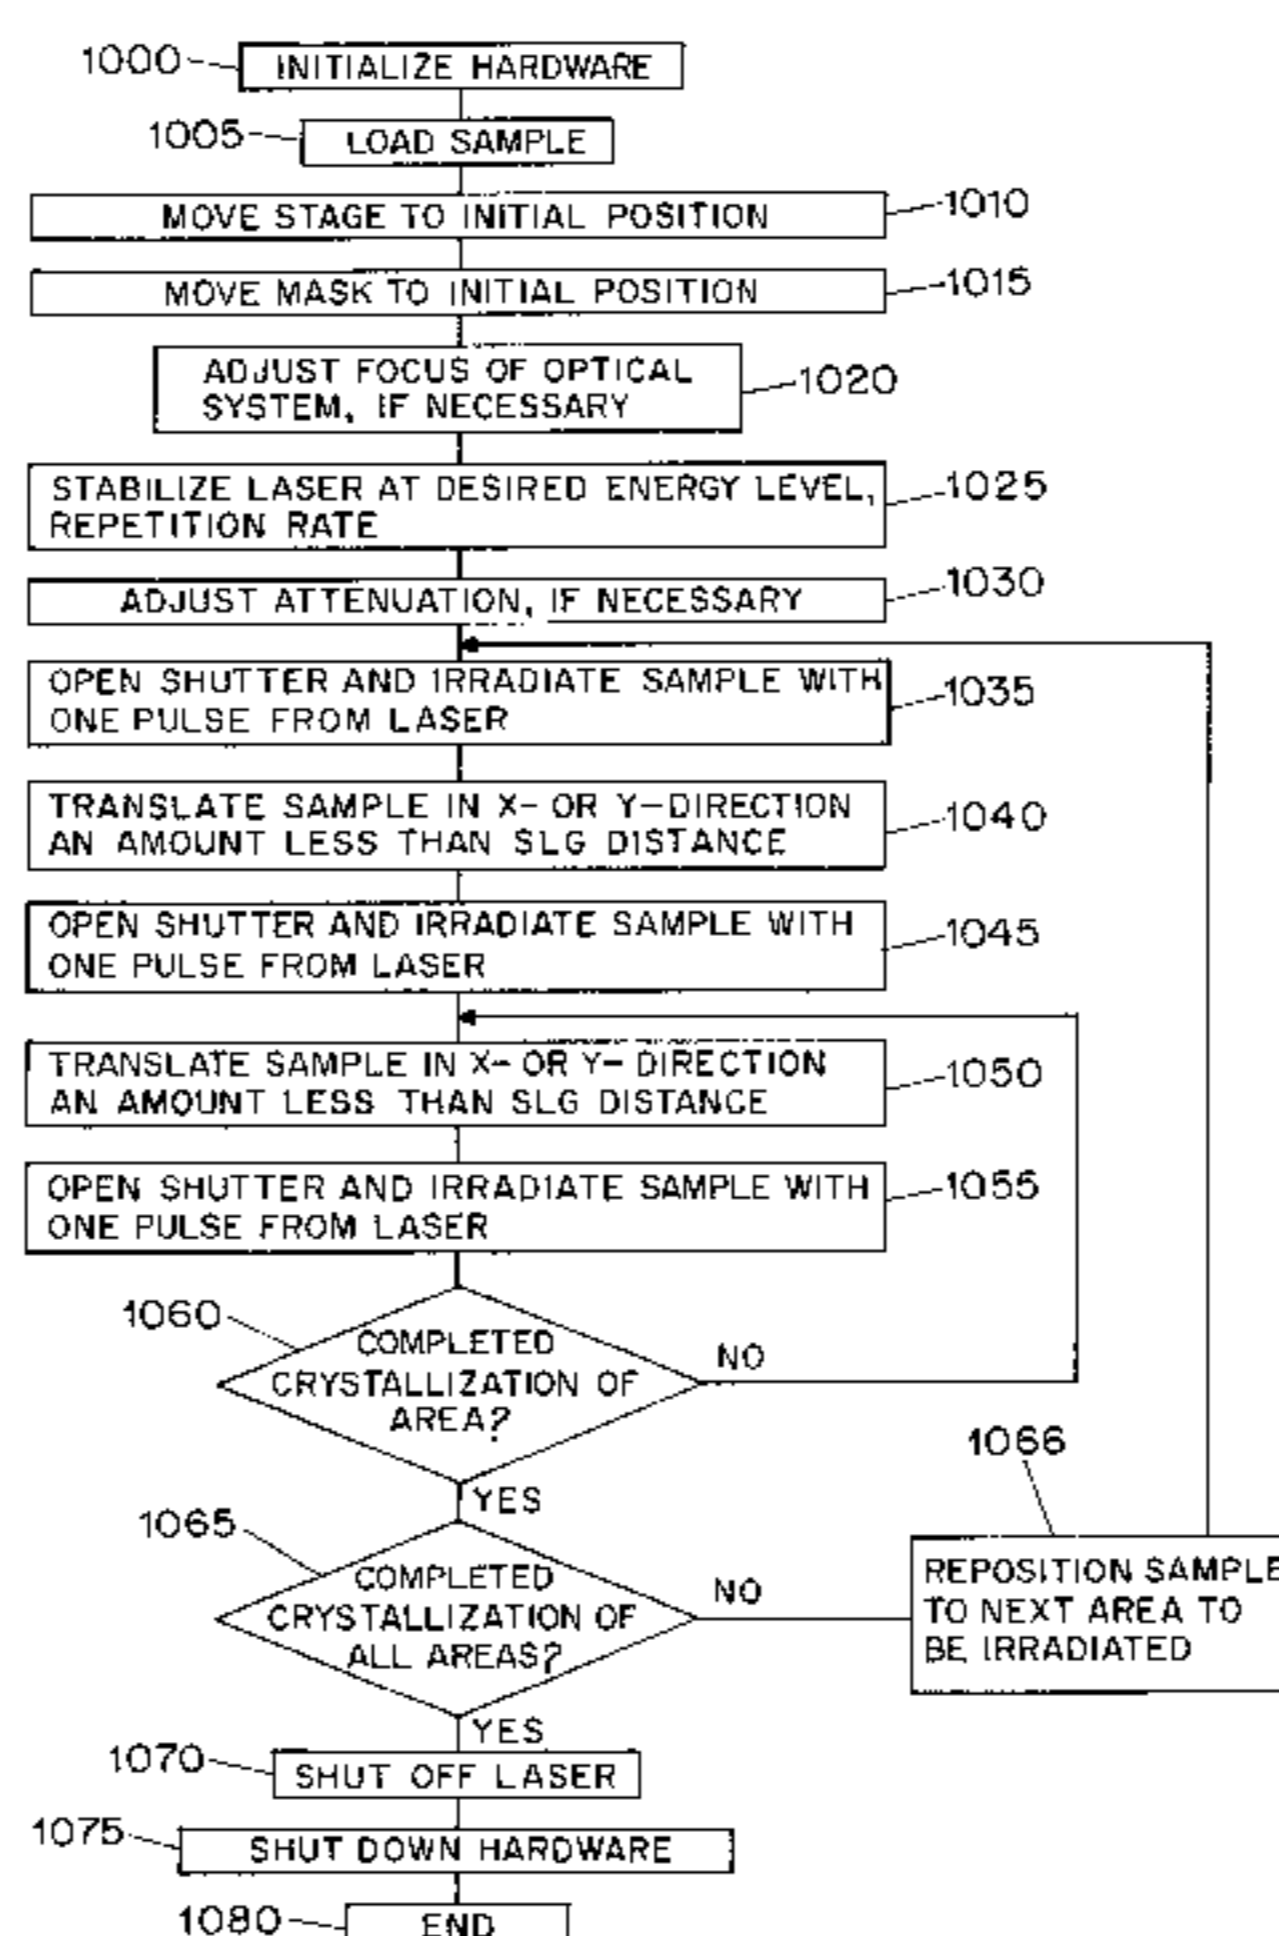 1000
INITIALIZE HARDWARE
1005
LOAD SAMPLE
MOVE STAGE TO INITIAL POSITION
1010
MOVE MASK TO INITIAL POSITION
1015
ADJUST FOCUS OF OPTICAL
SYSTEM, IF NECESSARY
1020
STABILIZE LASER AT DESIRED ENERGY LEVEL,
REPETITION RATE
1025
ADJUST ATTENUATION, IF NECESSARY
1030
OPEN SHUTTER AND IRRADIATE SAMPLE WITH
ONE PULSE FROM LASER
1035
TRANSLATE SAMPLE IN X- OR Y-DIRECTION
AN AMOUNT LESS THAN SLG DISTANCE
1040
OPEN SHUTTER AND IRRADIATE SAMPLE WITH
ONE PULSE FROM LASER
1045
TRANSLATE SAMPLE IN X- OR Y- DIRECTION
AN AMOUNT LESS THAN SLG DISTANCE
1050
OPEN SHUTTER AND IRRADIATE SAMPLE WITH
ONE PULSE FROM LASER
1055
1060
COMPLETED
CRYSTALLIZATION OF
AREA?
NO
YES
1065
COMPLETED
CRYSTALLIZATION OF
ALL AREAS?
NO
1066
REPOSITION SAMPLE
TO NEXT AREA TO
BE IRRADIATED
YES
1070
SHUT OFF LASER
1075
SHUT DOWN HARDWARE
1080
END